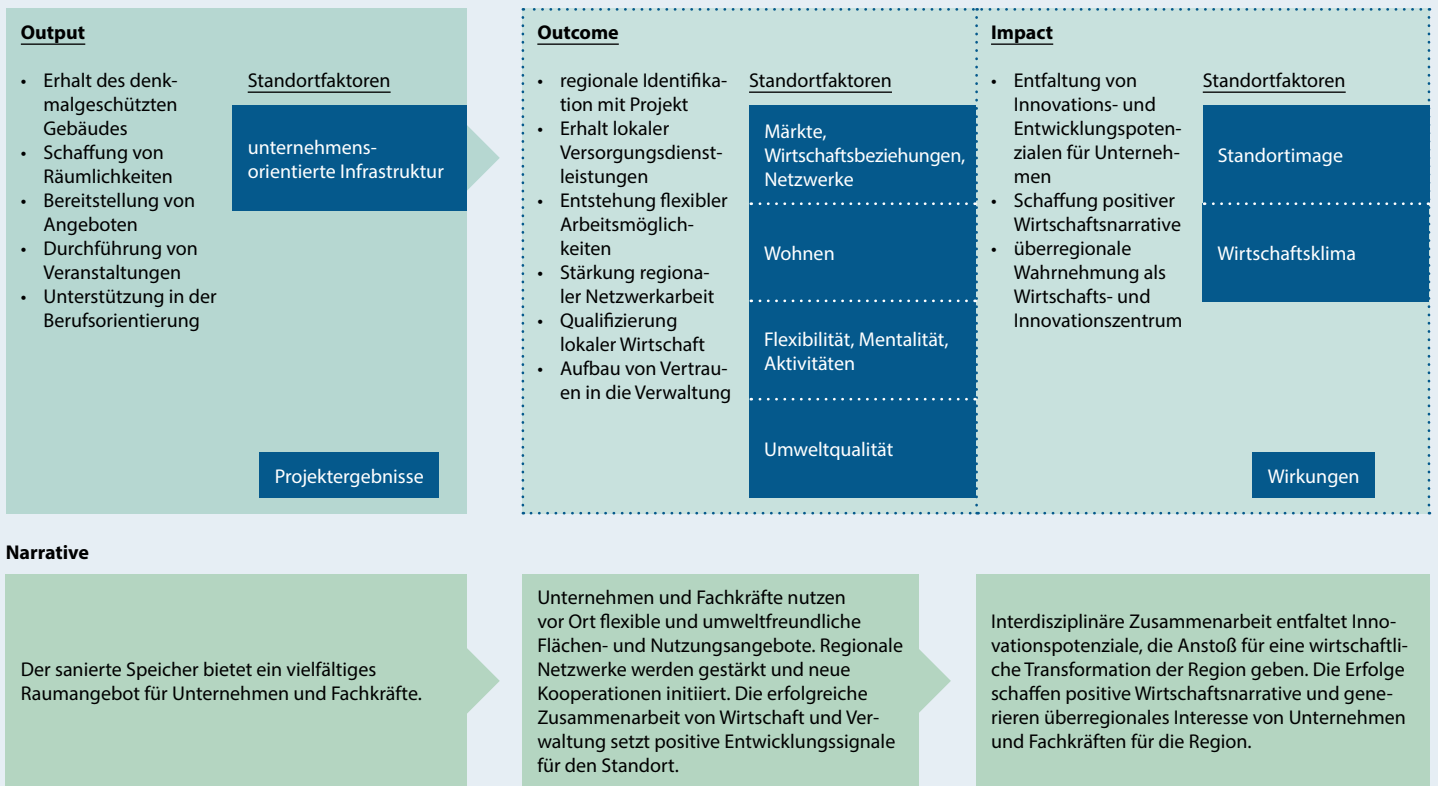 Output
• Erhalt des denk-
malgeschützten
Gebäudes
• Schaffung von
Räumlichkeiten
• Bereitstellung von
Angeboten
• Durchführung von
Veranstaltungen
• Unterstützung in der
Berufsorientierung
Standortfaktoren
unternehmens-
orientierte Infrastruktur
Projektergebnisse
Outcome
• regionale Identifika-
tion mit Projekt
• Erhalt lokaler
Versorgungsdienst-
leistungen
• Entstehung flexibler
Arbeitsmöglich-
keiten
• Stärkung regiona-
ler Netzwerkarbeit
• Qualifizierung
lokaler Wirtschaft
• Aufbau von Vertrau-
en in die Verwaltung
Standortfaktoren
Märkte,
Wirtschaftsbeziehungen,
Netzwerke
Wohnen
Flexibilität, Mentalität,
Aktivitäten
Umweltqualität
Impact
• Entfaltung von
Innovations- und
Entwicklungspoten-
zialen für Unterneh-
men
• Schaffung positiver
Wirtschaftsnarrative
• überregionale
Wahrnehmung als
Wirtschafts- und
Innovationszentrum
Standortfaktoren
Standortimage
Wirtschaftsklima
Wirkungen
Narrative
Der sanierte Speicher bietet ein vielfältiges
Raumangebot für Unternehmen und Fachkräfte.
Unternehmen und Fachkräfte nutzen
vor Ort flexible und umweltfreundliche
Flächen- und Nutzungsangebote. Regionale
Netzwerke werden gestärkt und neue
Kooperationen initiiert. Die erfolgreiche
Zusammenarbeit von Wirtschaft und Ver-
waltung setzt positive Entwicklungssignale
für den Standort.
Interdisziplinäre Zusammenarbeit entfaltet Inno-
vationspotenziale, die Anstoß für eine wirtschaftli-
che Transformation der Region geben. Die Erfolge
schaffen positive Wirtschaftsnarrative und gene-
rieren überregionales Interesse von Unternehmen
und Fachkräften für die Region.